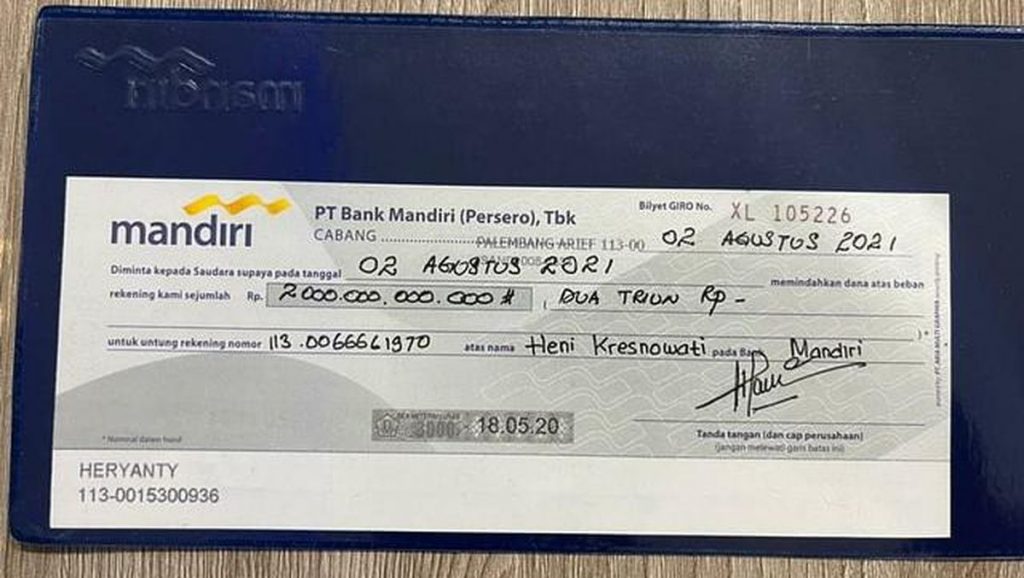 mandiri
mandiri
PT Bank Mandiri (Persero), Tbk
Bilyet GIRO No. XL 105226
CABANG ........................ PALEMBANG ARIEF 113-00 02 AGUSTUS 2021
Diminta kepada Saudara supaya pada tanggal 02 AGUSTUS 2021 memindahkan dana atas beban
rekening kami sejumlah Rp. 2000.000.000.000 # , DUA TRIUN Rp -
)*
untuk untung rekening nomor 113.0066661970 atas nama Heni Kresnowati pada Bank Mandiri
3000 18.05.20
Tanda tangan (dan cap perusahaan)
(jangan melewati garis batas ini)
* Nominal dalam huruf
HERYANTY
113-0015300936